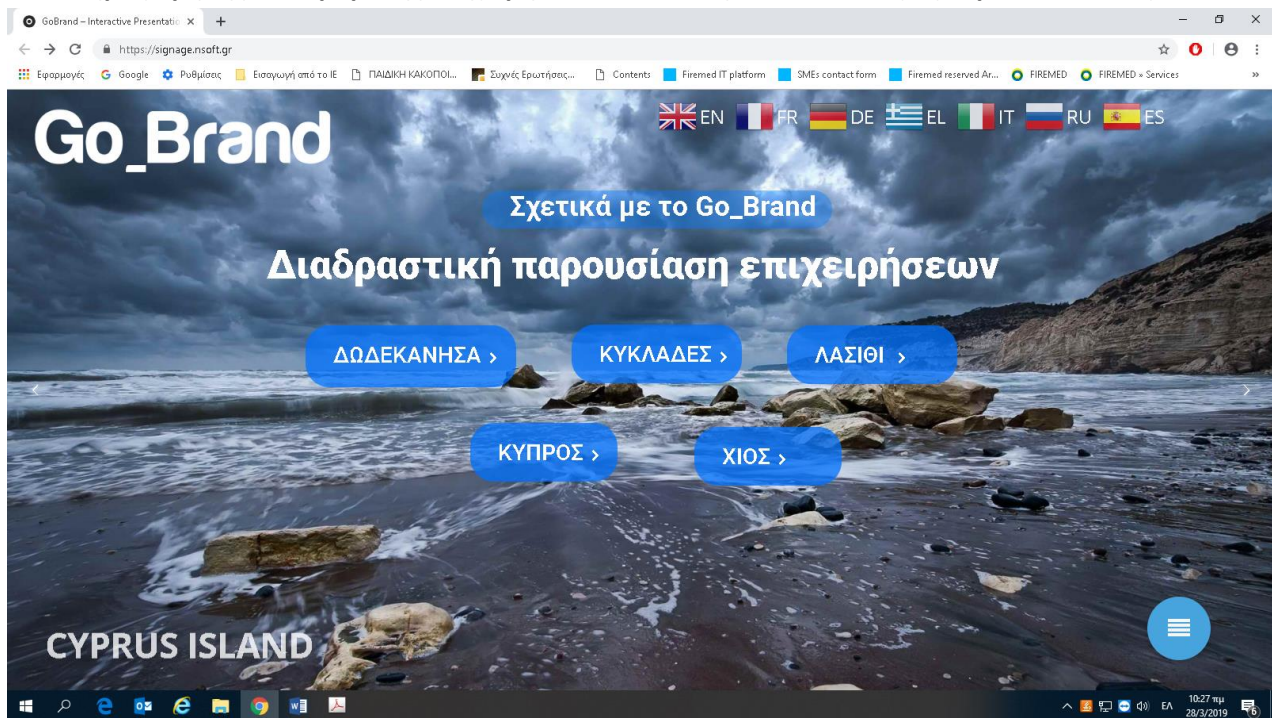 GoBrand – Interactive Presentatio
https://signage.nsoft.gr
Εφαρμογές Google Ρυθμίσεις Εισαγωγή από το IE ΠΑΙΔΙΚΗ ΚΑΚΟΠΟΙ... Συχνές Ερωτήσεις... Contents Firemed IT platform SMEs contact form Firemed reserved Ar... FIREMED FIREMED » Services »
Go_Brand
EN FR DE EL IT RU ES
Σχετικά με το Go_Brand
Διαδραστική παρουσίαση επιχειρήσεων
ΔΩΔΕΚΑΝΗΣΑ › ΚΥΚΛΑΔΕΣ › ΛΑΣΙΘΙ ›
ΚΥΠΡΟΣ › ΧΙΟΣ ›
CYPRUS ISLAND
ΕΛ 10:27 πμ
28/3/2019 6